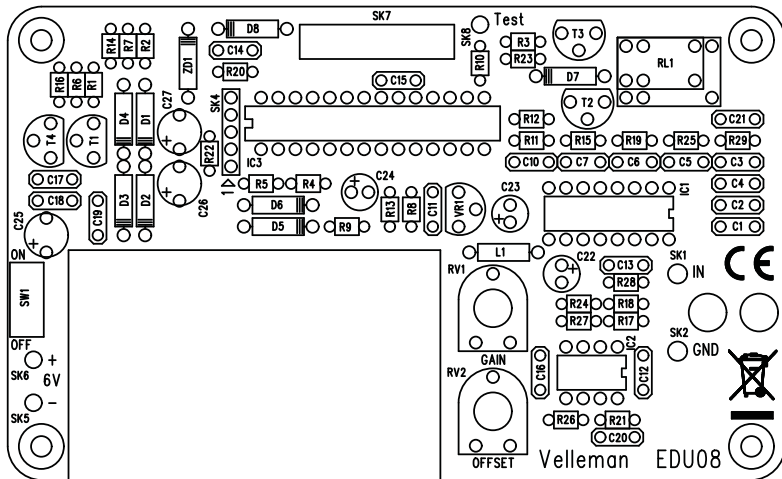 D8
SK7
SK8
Test
T3
R14
R7
R2
C14
R3
R23
RL1
ZD1
R20
R10
D7
R16
R6
R1
C27
SK4
C15
T2
D4
D1
R12
C21
T4
T1
R22
IC3
R11
R15
R19
R25
R29
C10
C7
C6
C5
C3
C17
1
R5
R4
C24
C23
IC1
C4
C18
C19
D3
D2
C26
D6
R13
R8
C11
VR1
C2
C25
D5
R9
C1
ON
L1
C22
C13
SK1
CE
SW1
RV1
R28
IN
R24
R18
R27
R17
OFF
SK2
GND
+
SK6
6V
GAIN
IC2
RV2
C16
C12
-
SK5
R26
R21
C20
OFFSET
Velleman EDU08